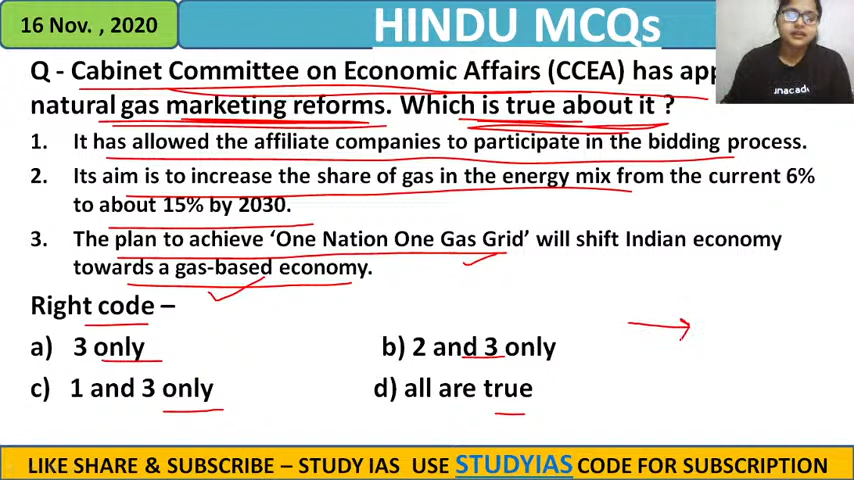 16 Nov. , 2020
HINDU MCQs
Q - Cabinet Committee on Economic Affairs (CCEA) has
natural gas marketing reforms. Which is true about it ?
1. It has allowed the affiliate companies to participate in the bidding process.
2. Its aim is to increase the share of gas in the energy mix from the current 6%
to about 15% by 2030.
3. The plan to achieve ‘One Nation One Gas Grid’ will shift Indian economy
towards a gas-based economy.
Right code –
a) 3 only b) 2 and 3 only
c) 1 and 3 only d) all are true
LIKE SHARE & SUBSCRIBE – STUDY IAS USE STUDYIAS CODE FOR SUBSCRIPTION